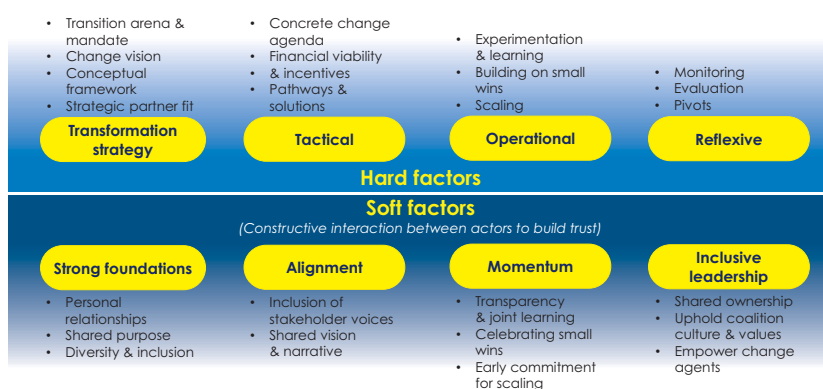 • Transition arena &
mandate
• Change vision
• Conceptual
framework
• Strategic partner fit
Transformation
strategy
• Concrete change
agenda
• Financial viability
• & incentives
• Pathways &
solutions
Tactical
• Experimentation
& learning
• Building on small
wins
• Scaling
Operational
• Monitoring
• Evaluation
• Pivots
Reflexive
Hard factors
Soft factors
(Constructive interaction between actors to build trust)
Strong foundations
• Personal
relationships
• Shared purpose
• Diversity & inclusion
Alignment
• Inclusion of
stakeholder voices
• Shared vision
& narrative
Momentum
• Transparency
& joint learning
• Celebrating small
wins
• Early commitment
for scaling
Inclusive
leadership
• Shared ownership
• Uphold coalition
culture & values
• Empower change
agents